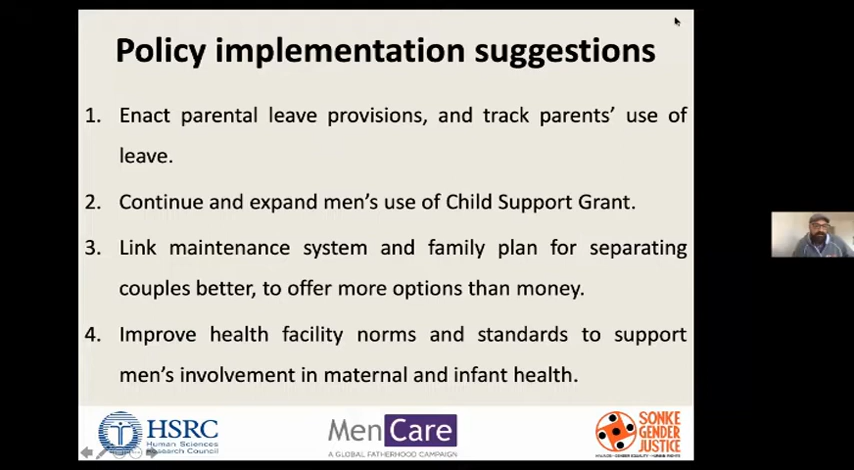 Policy implementation suggestions
1. Enact parental leave provisions, and track parents’ use of
leave.
2. Continue and expand men’s use of Child Support Grant.
3. Link maintenance system and family plan for separating
couples better, to offer more options than money.
4. Improve health facility norms and standards to support
men’s involvement in maternal and infant health.
HSRC
Human Sciences
Research Council
MenCare
A GLOBAL FATHERHOOD CAMPAIGN
SONKE
GENDER
JUSTICE